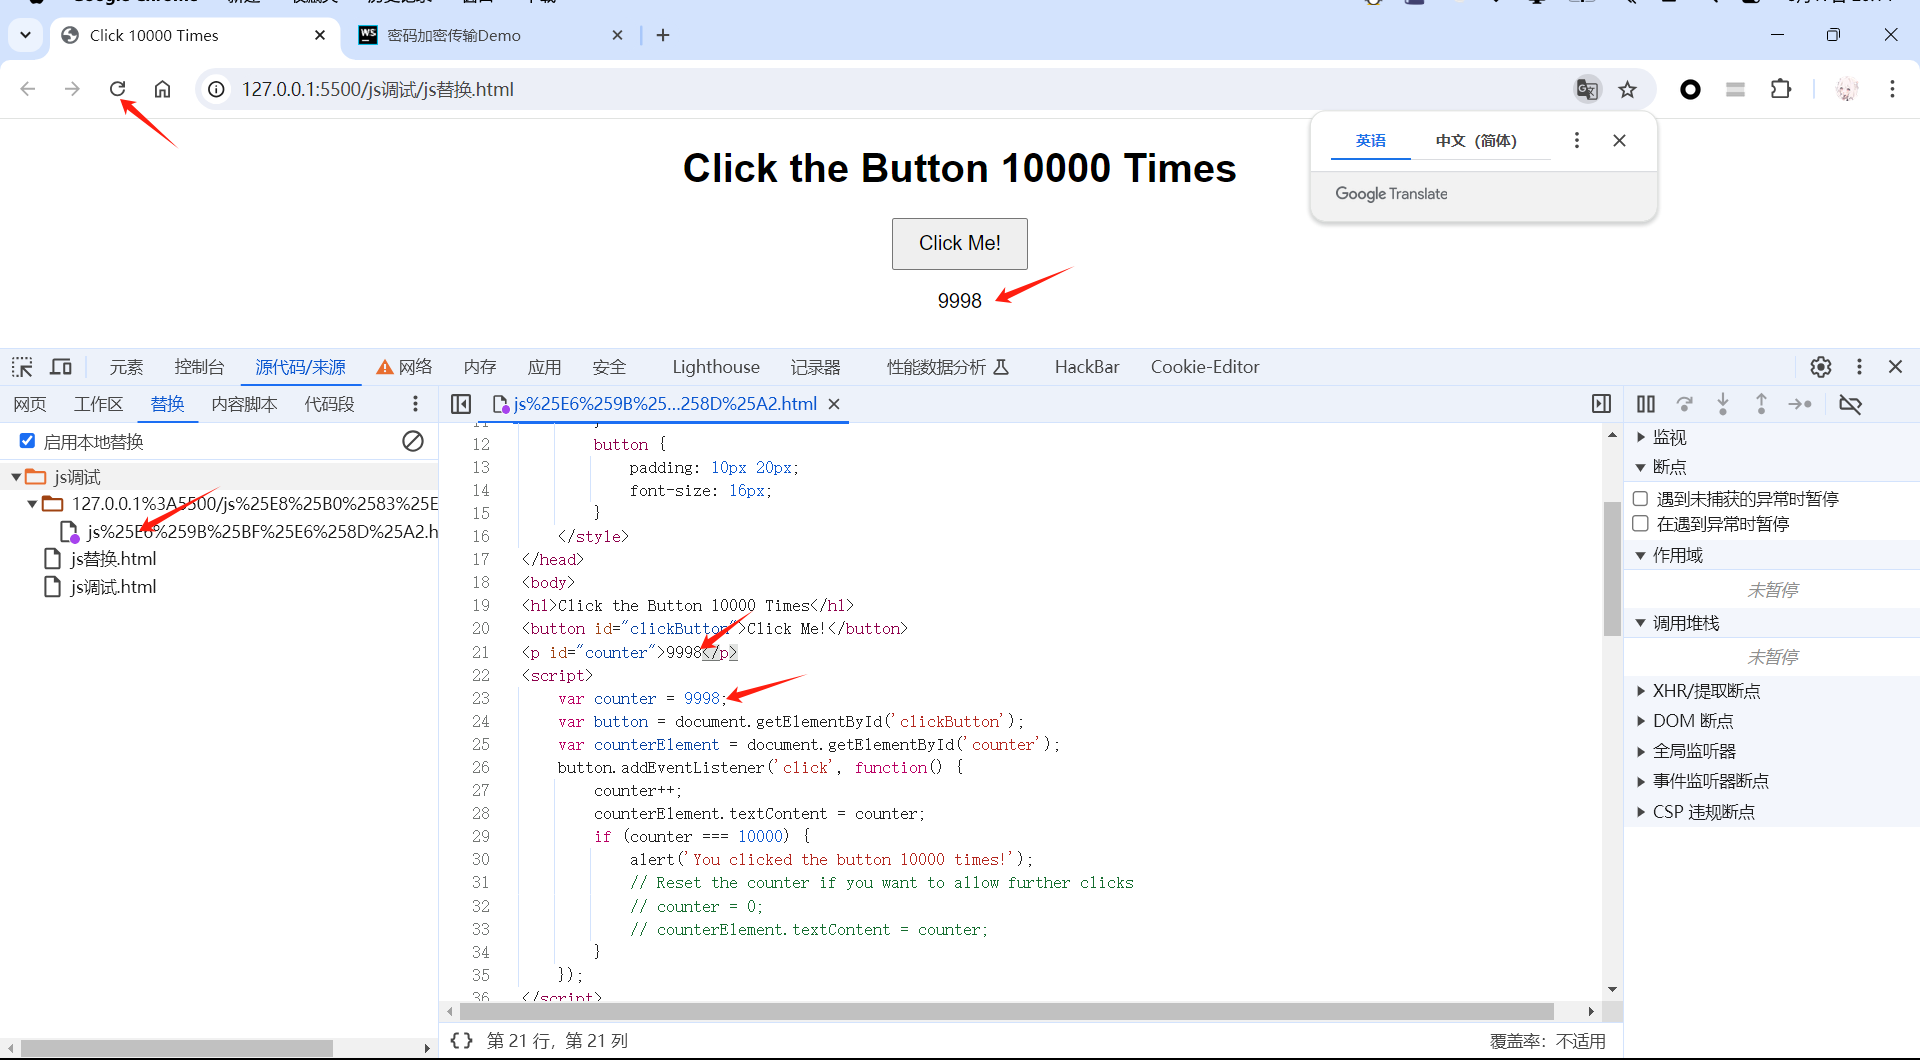 Google Chrome
Click 10000 Times
密码加密传输Demo
127.0.0.1:5500/js调试/js替换.html
英语 中文（简体）
Google Translate
Click the Button 10000 Times
Click Me!
9998
元素 控制台 源代码/来源 网络 内存 应用 安全 Lighthouse 记录器 性能数据分析 HackBar Cookie-Editor
网页 工作区 替换 内容脚本 代码段
js%25E6%259B%25...258D%25A2.html
启用本地替换
js调试
127.0.0.1%3A5500/js%25E8%25B0%2583%25E
js%25E6%259B%25BF%25E6%258D%25A2.h
js替换.html
js调试.html
11 }
12 button {
13 padding: 10px 20px;
14 font-size: 16px;
15 }
16 </style>
17 </head>
18 <body>
19 <h1>Click the Button 10000 Times</h1>
20 <button id="clickButton">Click Me!</button>
21 <p id="counter">9998</p>
22 <script>
23 var counter = 9998;
24 var button = document.getElementById('clickButton');
25 var counterElement = document.getElementById('counter');
26 button.addEventListener('click', function() {
27 counter++;
28 counterElement.textContent = counter;
29 if (counter === 10000) {
30 alert('You clicked the button 10000 times!');
31 // Reset the counter if you want to allow further clicks
32 // counter = 0;
33 // counterElement.textContent = counter;
34 }
35 });
36 </script>
{} 第 21 行，第 21 列
覆盖率：不适用
监视
断点
遇到未捕获的异常时暂停
在遇到异常时暂停
作用域
未暂停
调用堆栈
未暂停
XHR/提取断点
DOM 断点
全局监听器
事件监听器断点
CSP 违规断点